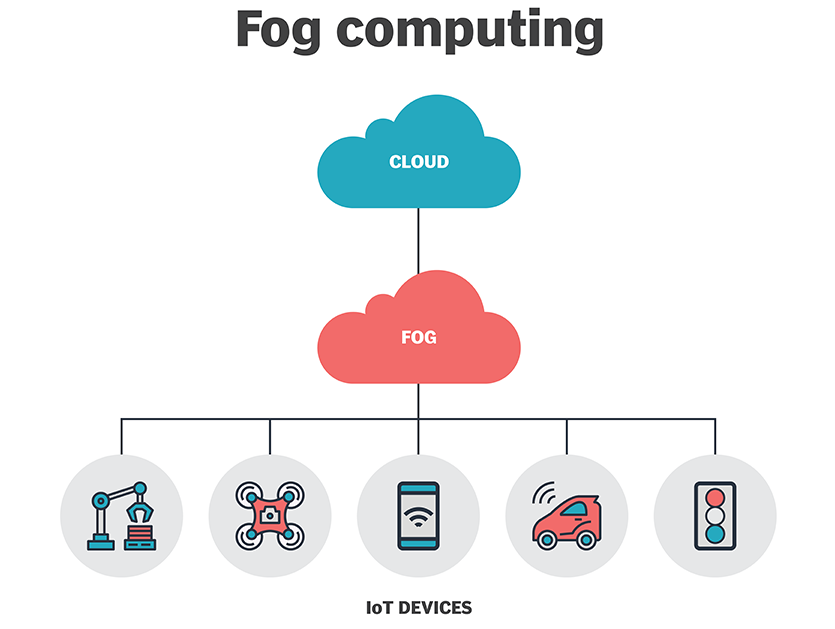 Fog computing
CLOUD
FOG
IoT DEVICES